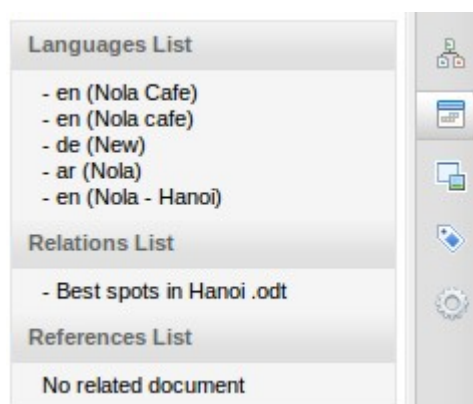 Languages List
- en (Nola Cafe)
- en (Nola cafe)
- de (New)
- ar (Nola)
- en (Nola - Hanoi)
Relations List
- Best spots in Hanoi .odt
References List
No related document